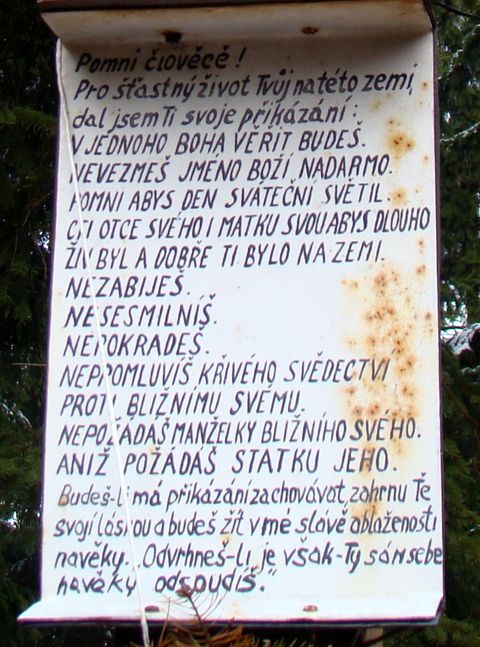 Pomni člověče!
Pro šťastný život Tvůj na této zemi,
dal jsem Ti svoje přikázání:
V JEDNOHO BOHA VĚŘIT BUDEŠ.
NEVEZMEŠ JMÉNO BOŽÍ NADARMO.
POMNI ABYS DEN SVÁTEČNÍ SVĚTIL.
CTI OTCE SVÉHO I MATKU SVOU ABYS DLOUHO
ŽIV BYL A DOBŘE TI BYLO NA ZEMI.
NEZABIJEŠ.
NESESMILNÍŠ.
NEPOKRADEŠ.
NEPROMLUVÍŠ KŘIVÉHO SVĚDECTVÍ
PROTI BLIŽNÍMU SVÉMU.
NEPOŽÁDÁŠ MANŽELKY BLIŽNÍHO SVÉHO.
ANIŽ POŽÁDÁŠ STATKU JEHO.
Budeš-li má přikázání zachovávat, zahrnu Tě
svojí láskou a budeš žít v mé slávě a blaženosti
navěky. „Odvrhneš-li je však-Ty sám sebe
navěky odsoudíš."